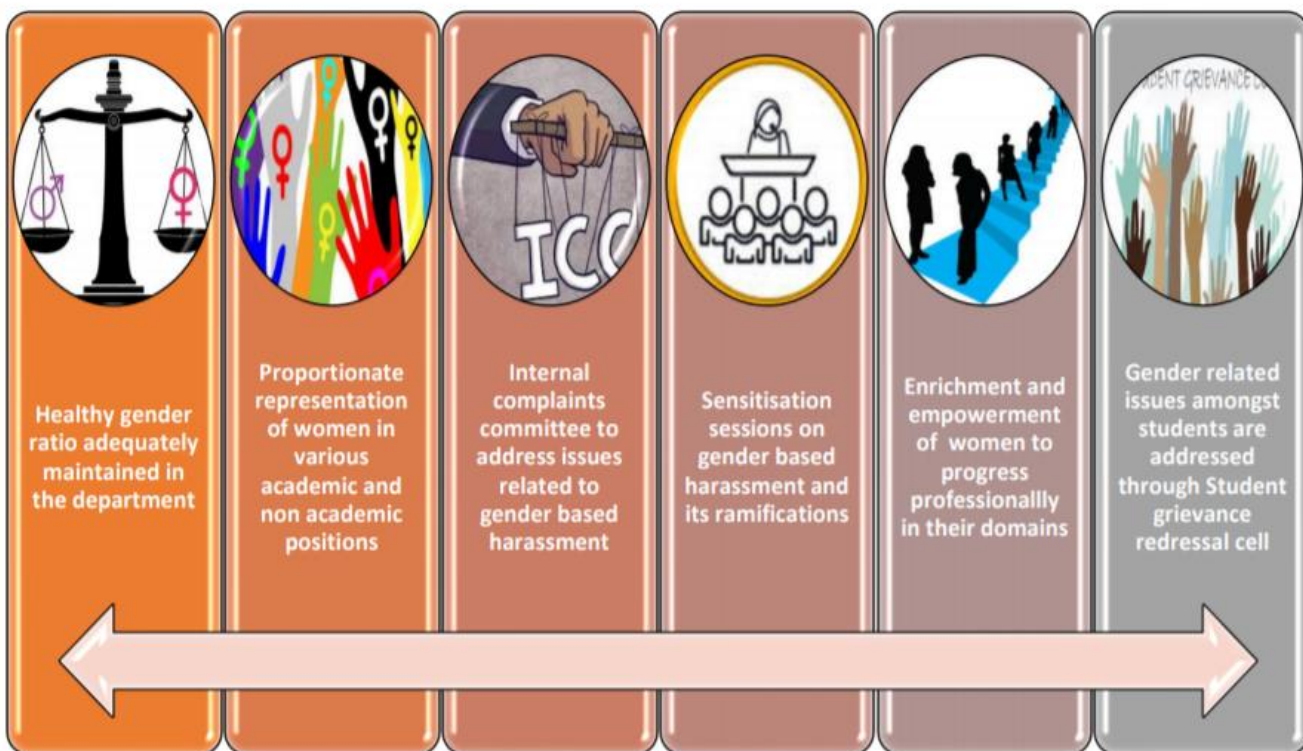 ICC
DENT GRIEVANCE
Healthy gender
ratio adequately
maintained in
the department
Proportionate
representation
of women in
various
academic and
non academic
positions
Internal
complaints
committee to
address issues
related to
gender based
harassment
Sensitisation
sessions on
gender based
harassment and
its ramifications
Enrichment and
empowerment
of women to
progress
professionallly
in their domains
Gender related
issues amongst
students are
addressed
through Student
grievance
redressal cell